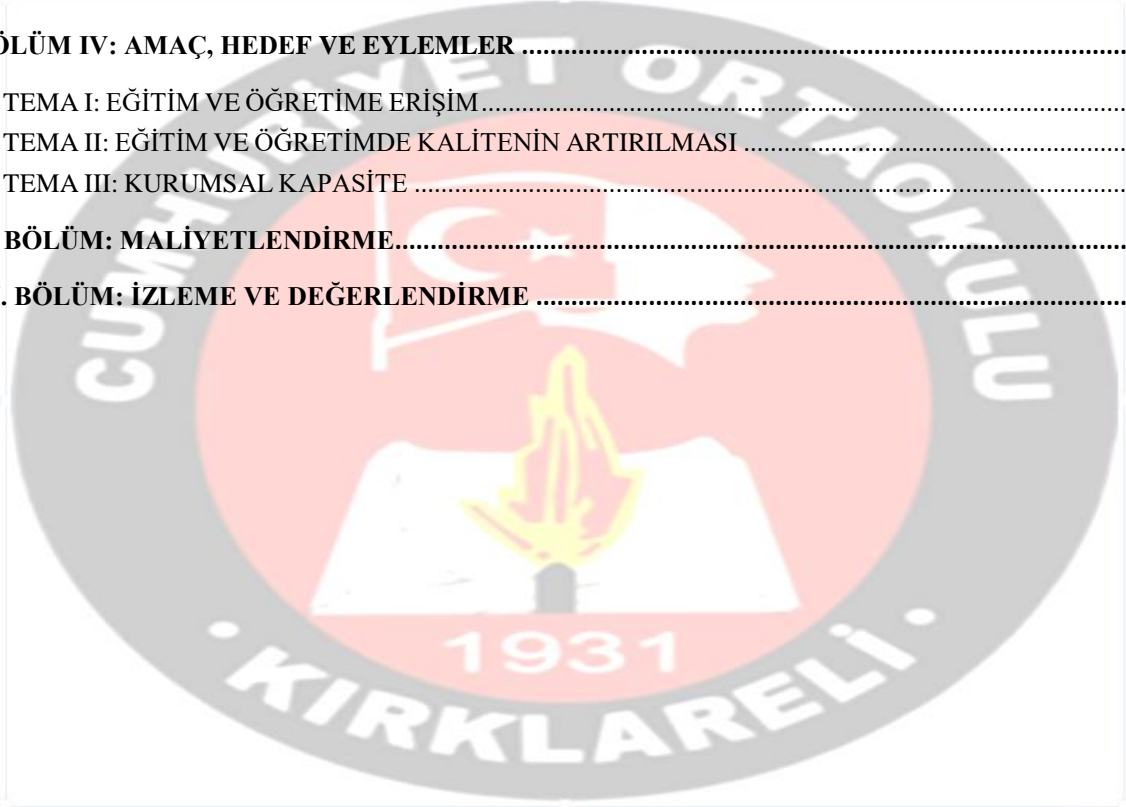 ÖLÜM IV: AMAÇ, HEDEF VE EYLEMLER
TEMA I: EĞİTİM VE ÖĞRETİME ERİŞİM
TEMA II: EĞİTİM VE ÖĞRETİMDE KALİTENİN ARTIRILMASI
TEMA III: KURUMSAL KAPASİTE
BÖLÜM: MALİYETLENDİRME
. BÖLÜM: İZLEME VE DEĞERLENDİRME
CUMHURİYET ORTAOKULU
1931
• KIRKLARELİ •